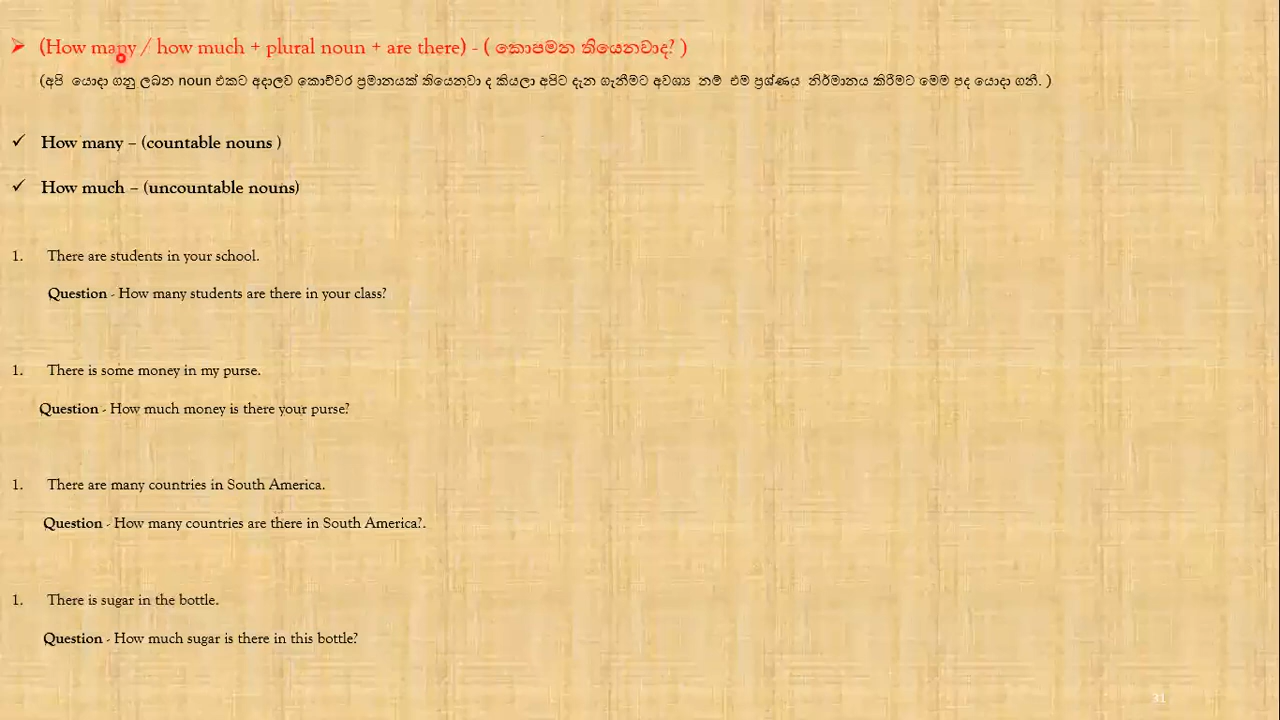 ➢ (How many / how much + plural noun + are there) - ( කොපමන තියෙනවාද? )
(අපි යොදා ගනු ලබන noun එකට අදාලව කොච්චර ප්‍රමානයක් තියෙනවා ද කියලා අපිට දැන ගැනීමට අවශ්‍ය නම් එම ප්‍රශ්ණය නිර්මානය කිරීමට මෙම පද යොදා ගනී. )
✓ How many – (countable nouns )
✓ How much – (uncountable nouns)
1. There are students in your school.
Question - How many students are there in your class?
1. There is some money in my purse.
Question - How much money is there your purse?
1. There are many countries in South America.
Question - How many countries are there in South America?.
1. There is sugar in the bottle.
Question - How much sugar is there in this bottle?
31